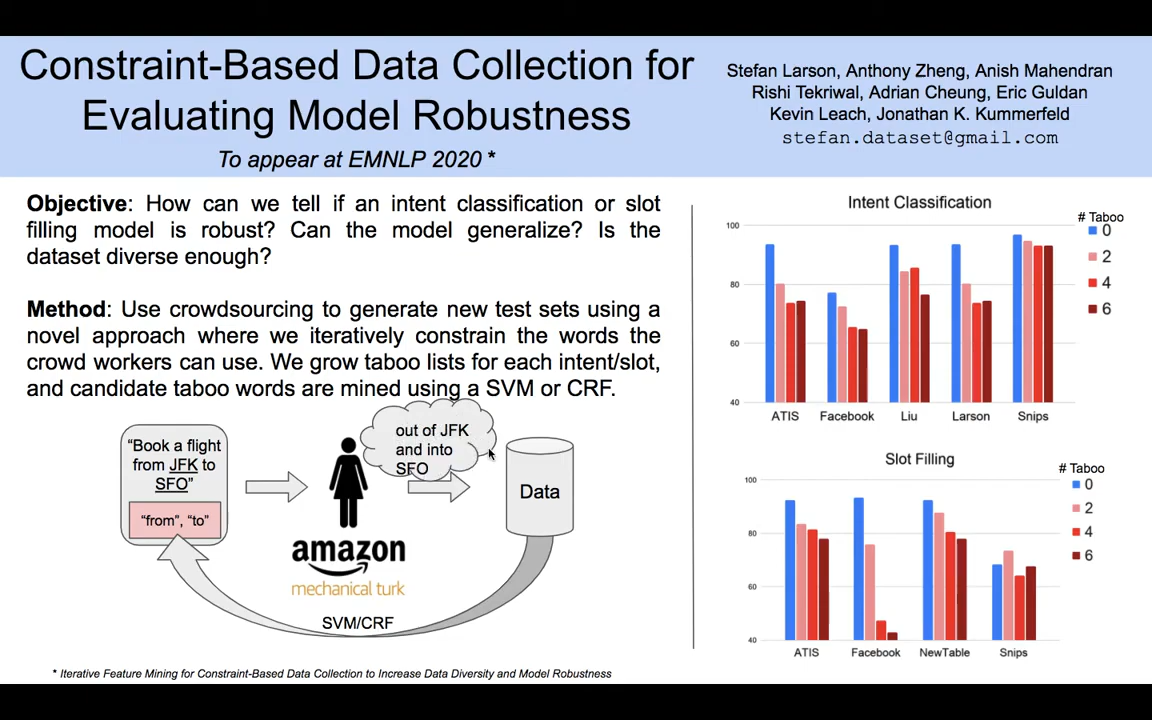 Constraint-Based Data Collection for
Evaluating Model Robustness
To appear at EMNLP 2020 *
Stefan Larson, Anthony Zheng, Anish Mahendran
Rishi Tekriwal, Adrian Cheung, Eric Guldan
Kevin Leach, Jonathan K. Kummerfeld
stefan.dataset@gmail.com
Objective: How can we tell if an intent classification or slot
filling model is robust? Can the model generalize? Is the
dataset diverse enough?
Method: Use crowdsourcing to generate new test sets using a
novel approach where we iteratively constrain the words the
crowd workers can use. We grow taboo lists for each intent/slot,
and candidate taboo words are mined using a SVM or CRF.
"Book a flight
from JFK to
SFO"
"from", "to"
out of JFK
and into
SFO
Data
amazon
mechanical turk
SVM/CRF
* Iterative Feature Mining for Constraint-Based Data Collection to Increase Data Diversity and Model Robustness
Intent Classification
# Taboo
0
2
4
6
100
80
60
40
ATIS Facebook Liu Larson Snips
Slot Filling
# Taboo
0
2
4
6
100
80
60
40
ATIS Facebook NewTable Snips